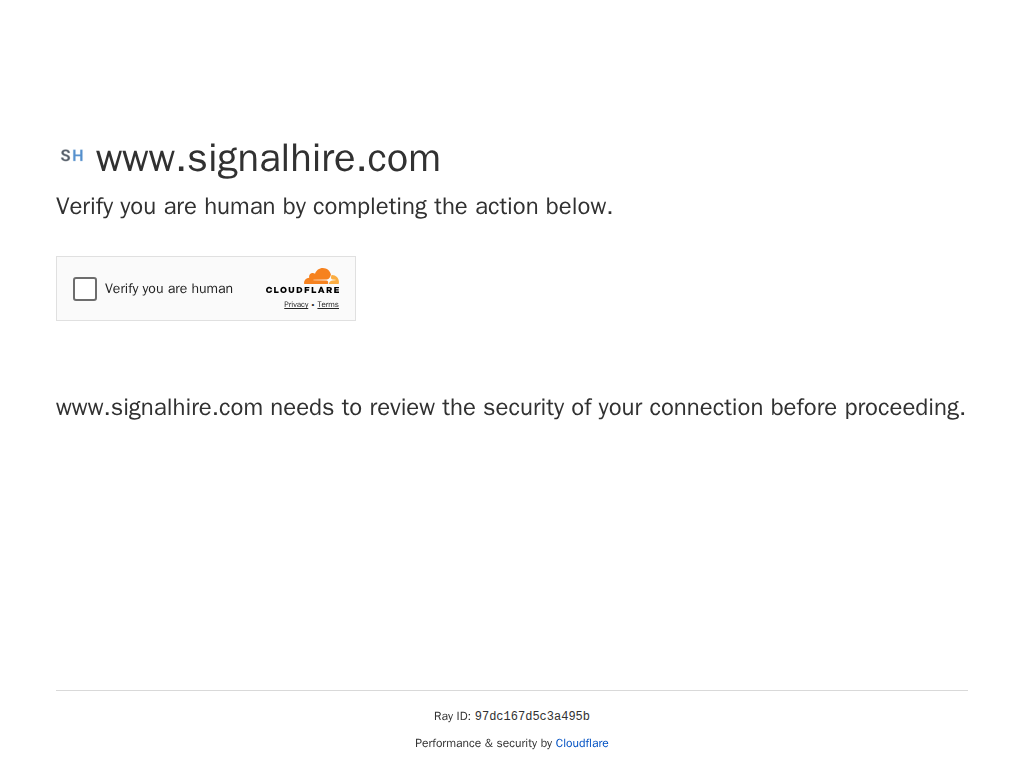 SH www.signalhire.com
Verify you are human by completing the action below.
Verify you are human
CLOUDFLARE
Privacy • Terms
www.signalhire.com needs to review the security of your connection before proceeding.
Ray ID: 97dc167d5c3a495b
Performance & security by Cloudflare